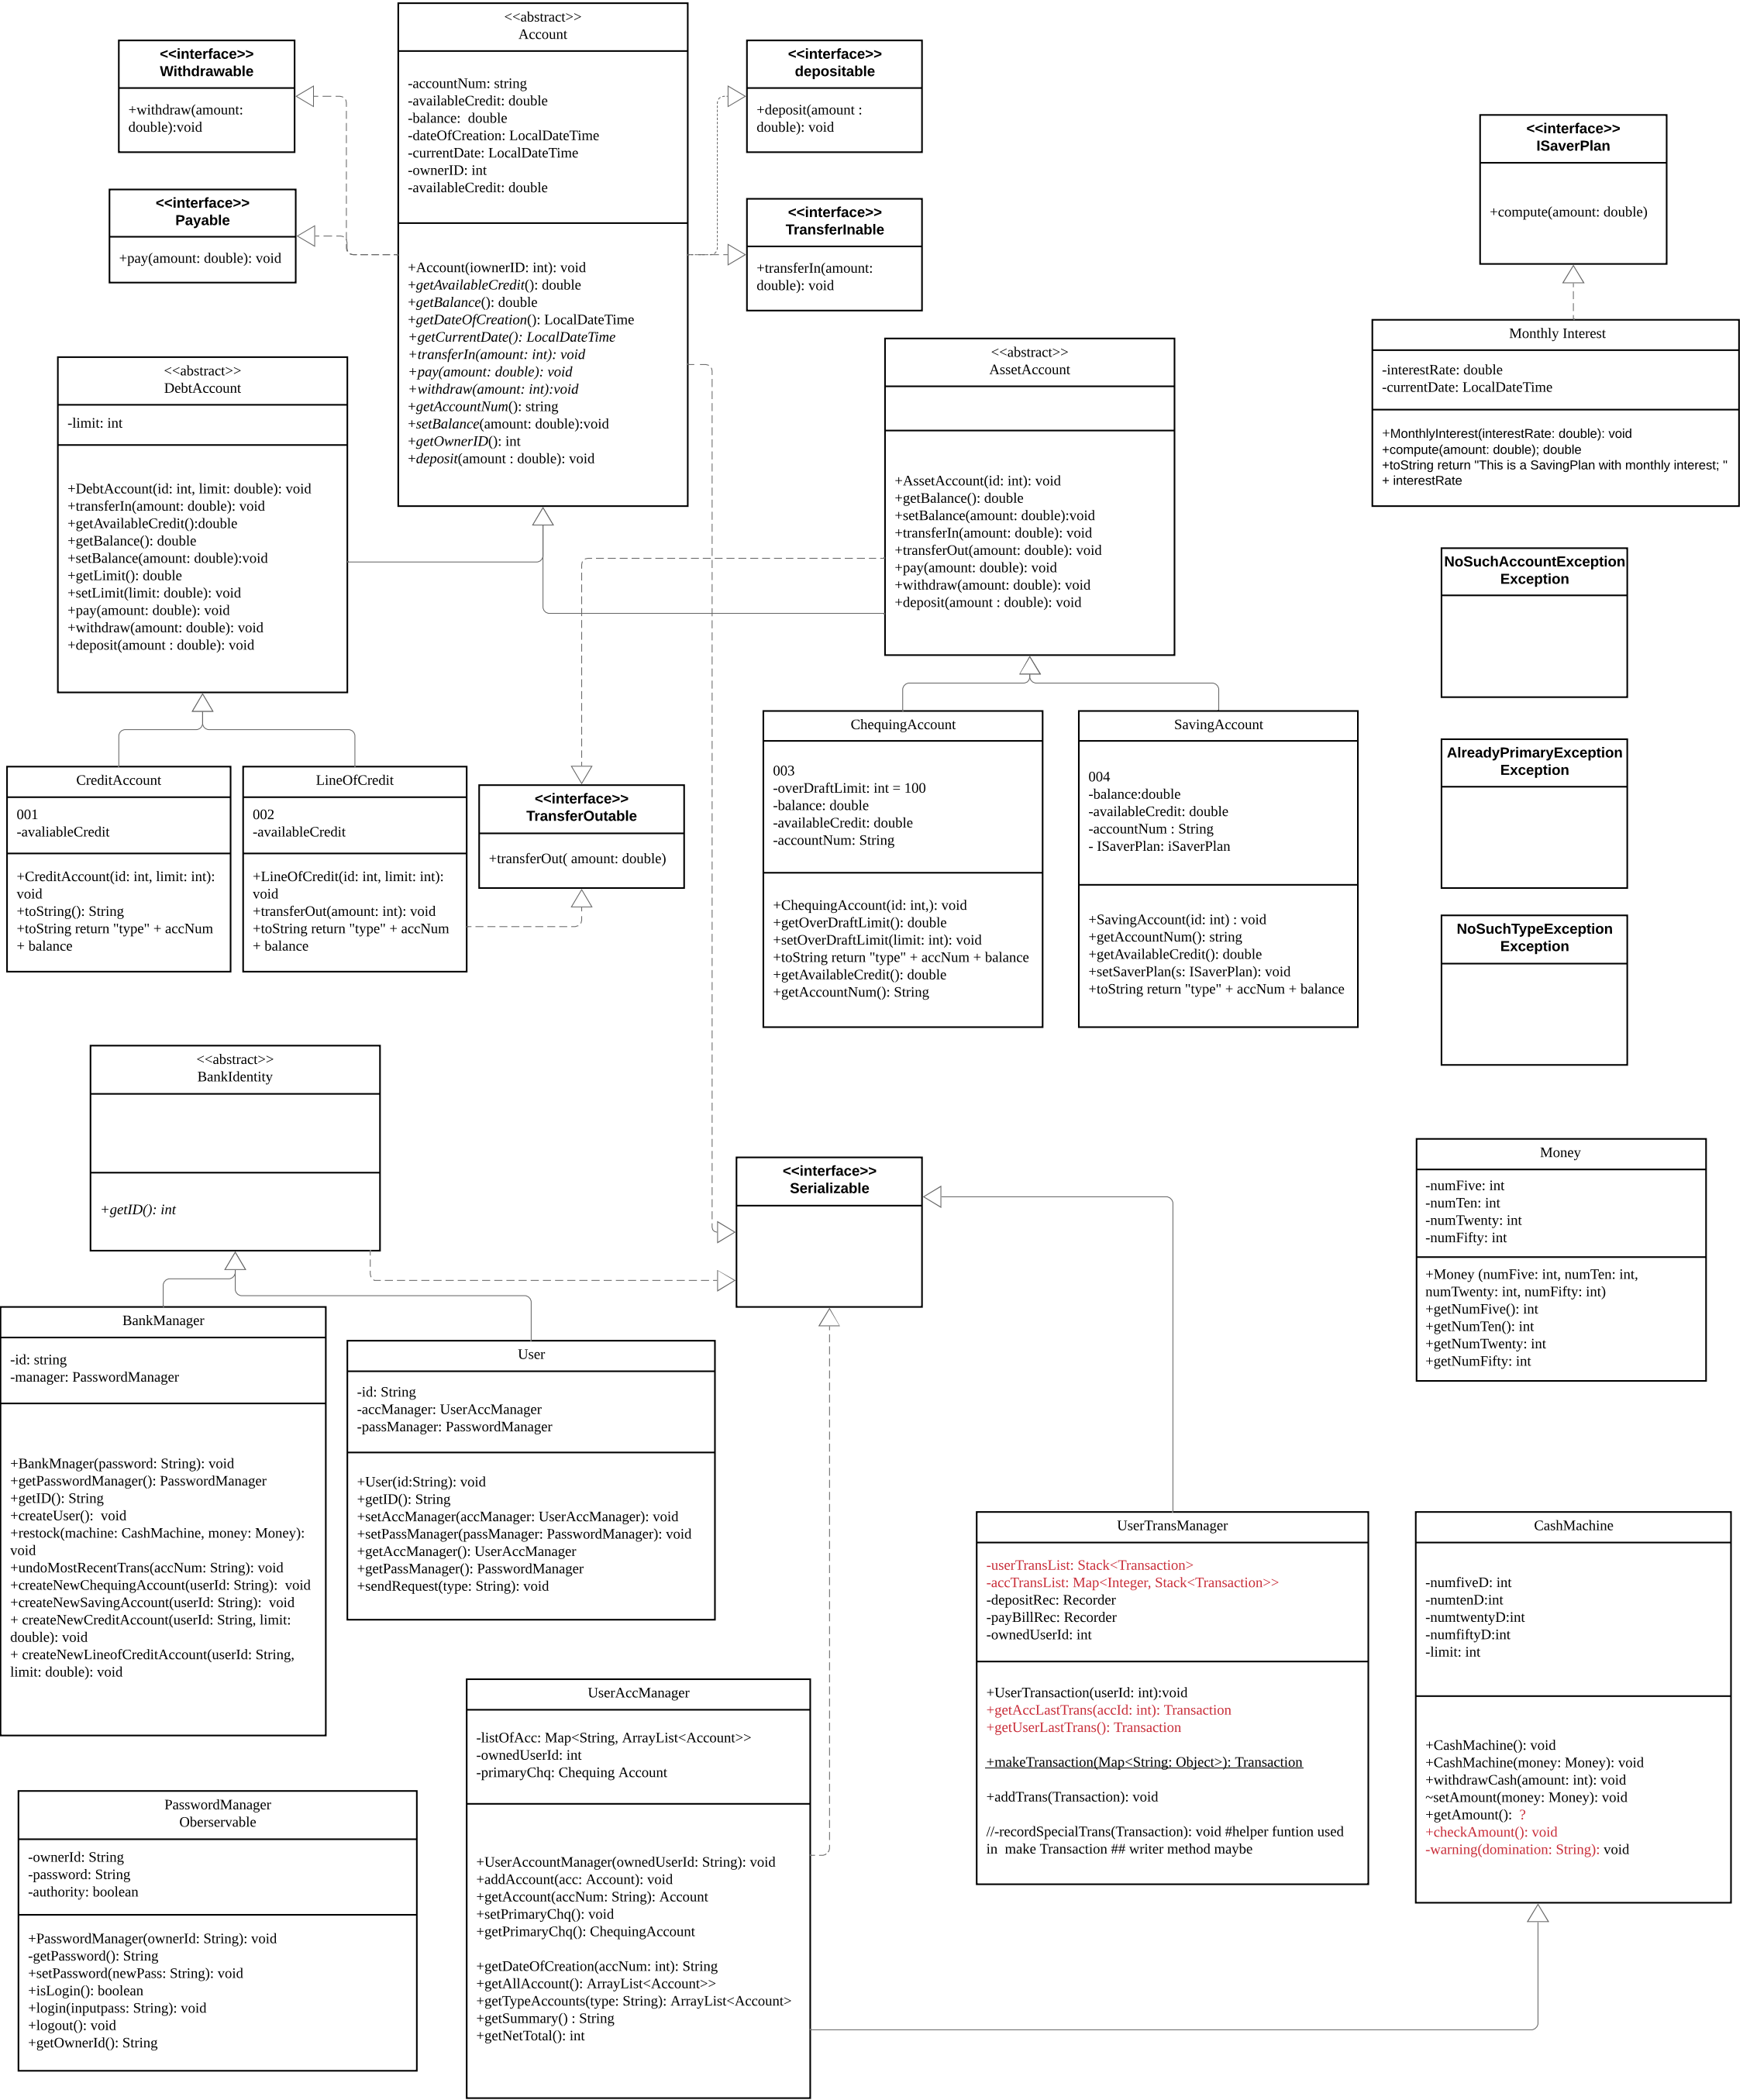 <<abstract>>
Account
-accountNum: string
-availableCredit: double
-balance:  double
-dateOfCreation: LocalDateTime
-currentDate: LocalDateTime
-ownerID: int
-availableCredit: double
+Account(iownerID: int): void
+getAvailableCredit(): double
+getBalance(): double
+getDateOfCreation(): LocalDateTime
+getCurrentDate(): LocalDateTime
+transferIn(amount: int): void
+pay(amount: double): void
+withdraw(amount: int):void
+getAccountNum(): string
+setBalance(amount: double):void
+getOwnerID(): int
+deposit(amount : double): void
<<interface>>
Withdrawable
+withdraw(amount:
double):void
<<interface>>
Payable
+pay(amount: double): void
<<interface>>
depositable
+deposit(amount :
double): void
<<interface>>
TransferInable
+transferIn(amount:
double): void
<<interface>>
ISaverPlan
+compute(amount: double)
Monthly Interest
-interestRate: double
-currentDate: LocalDateTime
+MonthlyInterest(interestRate: double): void
+compute(amount: double); double
+toString return "This is a SavingPlan with monthly interest; "
+ interestRate
<<abstract>>
DebtAccount
-limit: int
+DebtAccount(id: int, limit: double): void
+transferIn(amount: double): void
+getAvailableCredit():double
+getBalance(): double
+setBalance(amount: double):void
+getLimit(): double
+setLimit(limit: double): void
+pay(amount: double): void
+withdraw(amount: double): void
+deposit(amount : double): void
<<abstract>>
AssetAccount
+AssetAccount(id: int): void
+getBalance(): double
+setBalance(amount: double):void
+transferIn(amount: double): void
+transferOut(amount: double): void
+pay(amount: double): void
+withdraw(amount: double): void
+deposit(amount : double): void
NoSuchAccountException
Exception
AlreadyPrimaryException
Exception
NoSuchTypeException
Exception
CreditAccount
001
-avaliableCredit
+CreditAccount(id: int, limit: int):
void
+toString(): String
+toString return "type" + accNum
+ balance
LineOfCredit
002
-availableCredit
+LineOfCredit(id: int, limit: int):
void
+transferOut(amount: int): void
+toString return "type" + accNum
+ balance
<<interface>>
TransferOutable
+transferOut( amount: double)
ChequingAccount
003
-overDraftLimit: int = 100
-balance: double
-availableCredit: double
-accountNum: String
+ChequingAccount(id: int,): void
+getOverDraftLimit(): double
+setOverDraftLimit(limit: int): void
+toString return "type" + accNum + balance
+getAvailableCredit(): double
+getAccountNum(): String
SavingAccount
004
-balance:double
-availableCredit: double
-accountNum : String
- ISaverPlan: iSaverPlan
+SavingAccount(id: int) : void
+getAccountNum(): string
+getAvailableCredit(): double
+setSaverPlan(s: ISaverPlan): void
+toString return "type" + accNum + balance
<<abstract>>
BankIdentity
+getID(): int
<<interface>>
Serializable
Money
-numFive: int
-numTen: int
-numTwenty: int
-numFifty: int
+Money (numFive: int, numTen: int,
numTwenty: int, numFifty: int)
+getNumFive(): int
+getNumTen(): int
+getNumTwenty: int
+getNumFifty: int
BankManager
-id: string
-manager: PasswordManager
+BankMnager(password: String): void
+getPasswordManager(): PasswordManager
+getID(): String
+createUser():  void
+restock(machine: CashMachine, money: Money):
void
+undoMostRecentTrans(accNum: String): void
+createNewChequingAccount(userId: String):  void
+createNewSavingAccount(userId: String):  void
+ createNewCreditAccount(userId: String, limit:
double): void
+ createNewLineofCreditAccount(userId: String,
limit: double): void
User
-id: String
-accManager: UserAccManager
-passManager: PasswordManager
+User(id:String): void
+getID(): String
+setAccManager(accManager: UserAccManager): void
+setPassManager(passManager: PasswordManager): void
+getAccManager(): UserAccManager
+getPassManager(): PasswordManager
+sendRequest(type: String): void
UserTransManager
-userTransList: Stack<Transaction>
-accTransList: Map<Integer, Stack<Transaction>>
-depositRec: Recorder
-payBillRec: Recorder
-ownedUserId: int
+UserTransaction(userId: int):void
+getAccLastTrans(accId: int): Transaction
+getUserLastTrans(): Transaction
+makeTransaction(Map<String: Object>): Transaction
+addTrans(Transaction): void
//-recordSpecialTrans(Transaction): void #helper funtion used
in  make Transaction ## writer method maybe
CashMachine
-numfiveD: int
-numtenD:int
-numtwentyD:int
-numfiftyD:int
-limit: int
+CashMachine(): void
+CashMachine(money: Money): void
+withdrawCash(amount: int): void
~setAmount(money: Money): void
+getAmount():  ?
+checkAmount(): void
-warning(domination: String): void
UserAccManager
-listOfAcc: Map<String, ArrayList<Account>>
-ownedUserId: int
-primaryChq: Chequing Account
+UserAccountManager(ownedUserId: String): void
+addAccount(acc: Account): void
+getAccount(accNum: String): Account
+setPrimaryChq(): void
+getPrimaryChq(): ChequingAccount
+getDateOfCreation(accNum: int): String
+getAllAccount(): ArrayList<Account>>
+getTypeAccounts(type: String): ArrayList<Account>
+getSummary() : String
+getNetTotal(): int
PasswordManager
Oberservable
-ownerId: String
-password: String
-authority: boolean
+PasswordManager(ownerId: String): void
-getPassword(): String
+setPassword(newPass: String): void
+isLogin(): boolean
+login(inputpass: String): void
+logout(): void
+getOwnerId(): String